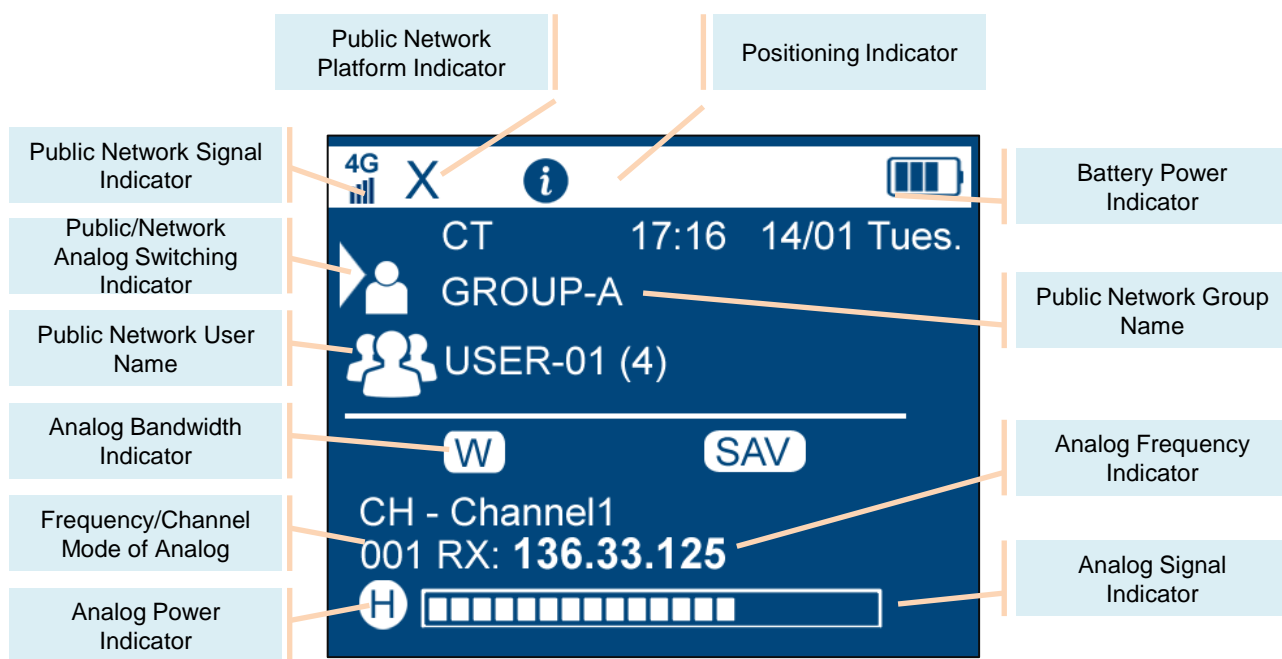 Public Network
Platform Indicator
Positioning Indicator
Public Network Signal
Indicator
Public/Network
Analog Switching
Indicator
Public Network User
Name
Analog Bandwidth
Indicator
Frequency/Channel
Mode of Analog
Analog Power
Indicator
4G
X
i
CT 17:16 14/01 Tues.
GROUP-A
USER-01 (4)
W SAV
CH - Channel1
001 RX: 136.33.125
H
Battery Power
Indicator
Public Network Group
Name
Analog Frequency
Indicator
Analog Signal
Indicator